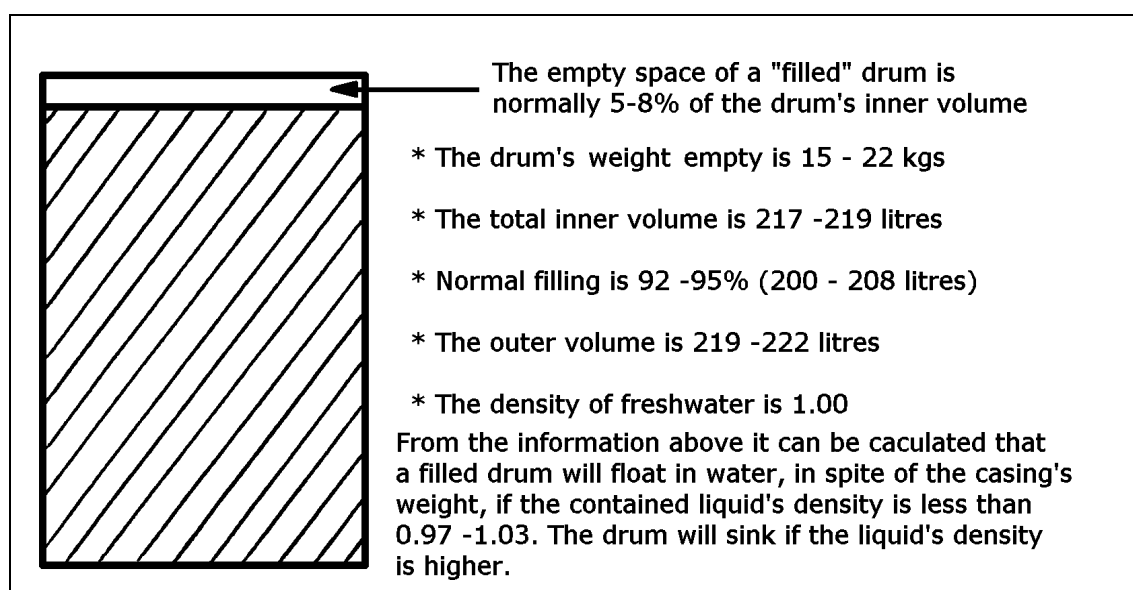 The empty space of a "filled" drum is
normally 5-8% of the drum's inner volume
* The drum's weight empty is 15 - 22 kgs
* The total inner volume is 217 -219 litres
* Normal filling is 92 -95% (200 - 208 litres)
* The outer volume is 219 -222 litres
* The density of freshwater is 1.00
From the information above it can be caculated that
a filled drum will float in water, in spite of the casing's
weight, if the contained liquid's density is less than
0.97 -1.03. The drum will sink if the liquid's density
is higher.